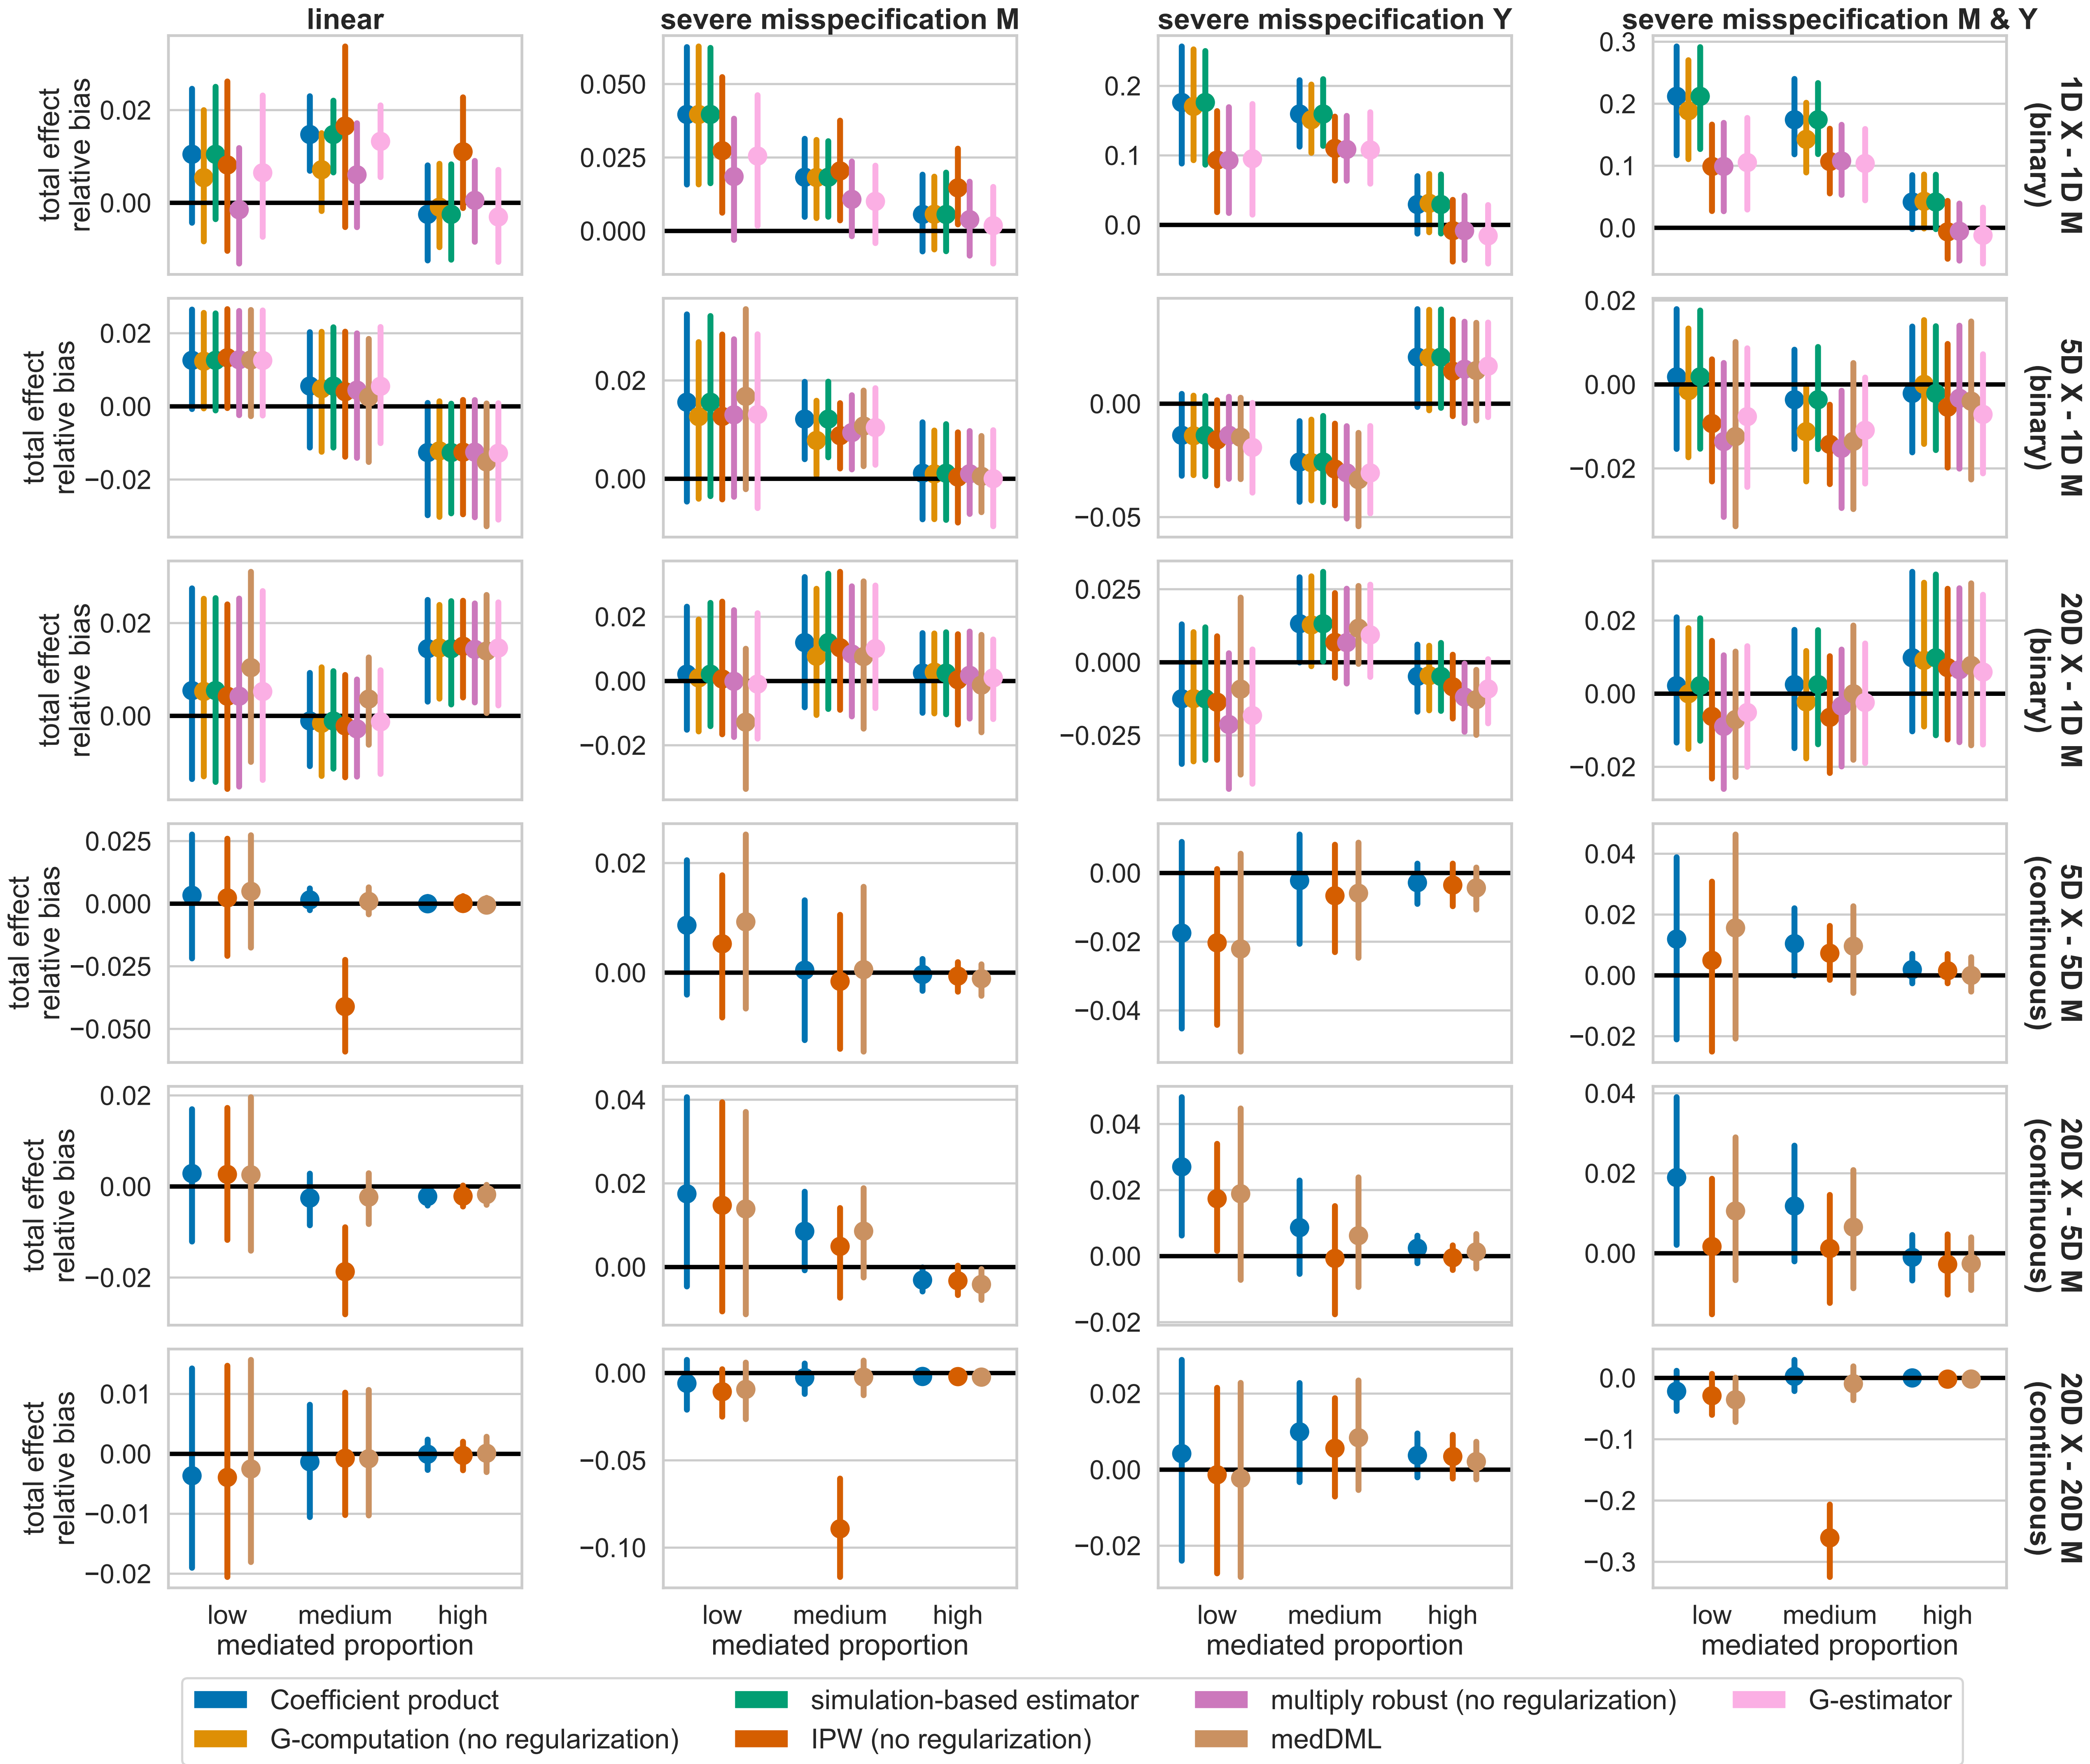 linear
severe misspecification M
severe misspecification Y
severe misspecification M & Y
total effect
relative bias
0.02
0.00
0.050
0.025
0.000
0.2
0.1
0.0
0.3
0.2
0.1
0.0
1D X - 1D M
(binary)
total effect
relative bias
0.02
0.00
−0.02
0.02
0.00
0.00
−0.05
0.02
0.00
−0.02
5D X - 1D M
(binary)
total effect
relative bias
0.02
0.00
0.02
0.00
−0.02
0.025
0.000
−0.025
0.02
0.00
−0.02
20D X - 1D M
(binary)
total effect
relative bias
0.025
0.000
−0.025
−0.050
0.02
0.00
0.00
−0.02
−0.04
0.04
0.02
0.00
−0.02
5D X - 5D M
(continuous)
total effect
relative bias
0.02
0.00
−0.02
0.04
0.02
0.00
0.04
0.02
0.00
−0.02
0.04
0.02
0.00
20D X - 5D M
(continuous)
total effect
relative bias
0.01
0.00
−0.01
−0.02
0.00
−0.05
−0.10
0.02
0.00
−0.02
0.0
−0.1
−0.2
−0.3
20D X - 20D M
(continuous)
low medium high
mediated proportion
low medium high
mediated proportion
low medium high
mediated proportion
low medium high
mediated proportion
Coefficient product
G-computation (no regularization)
simulation-based estimator
IPW (no regularization)
multiply robust (no regularization)
medDML
G-estimator